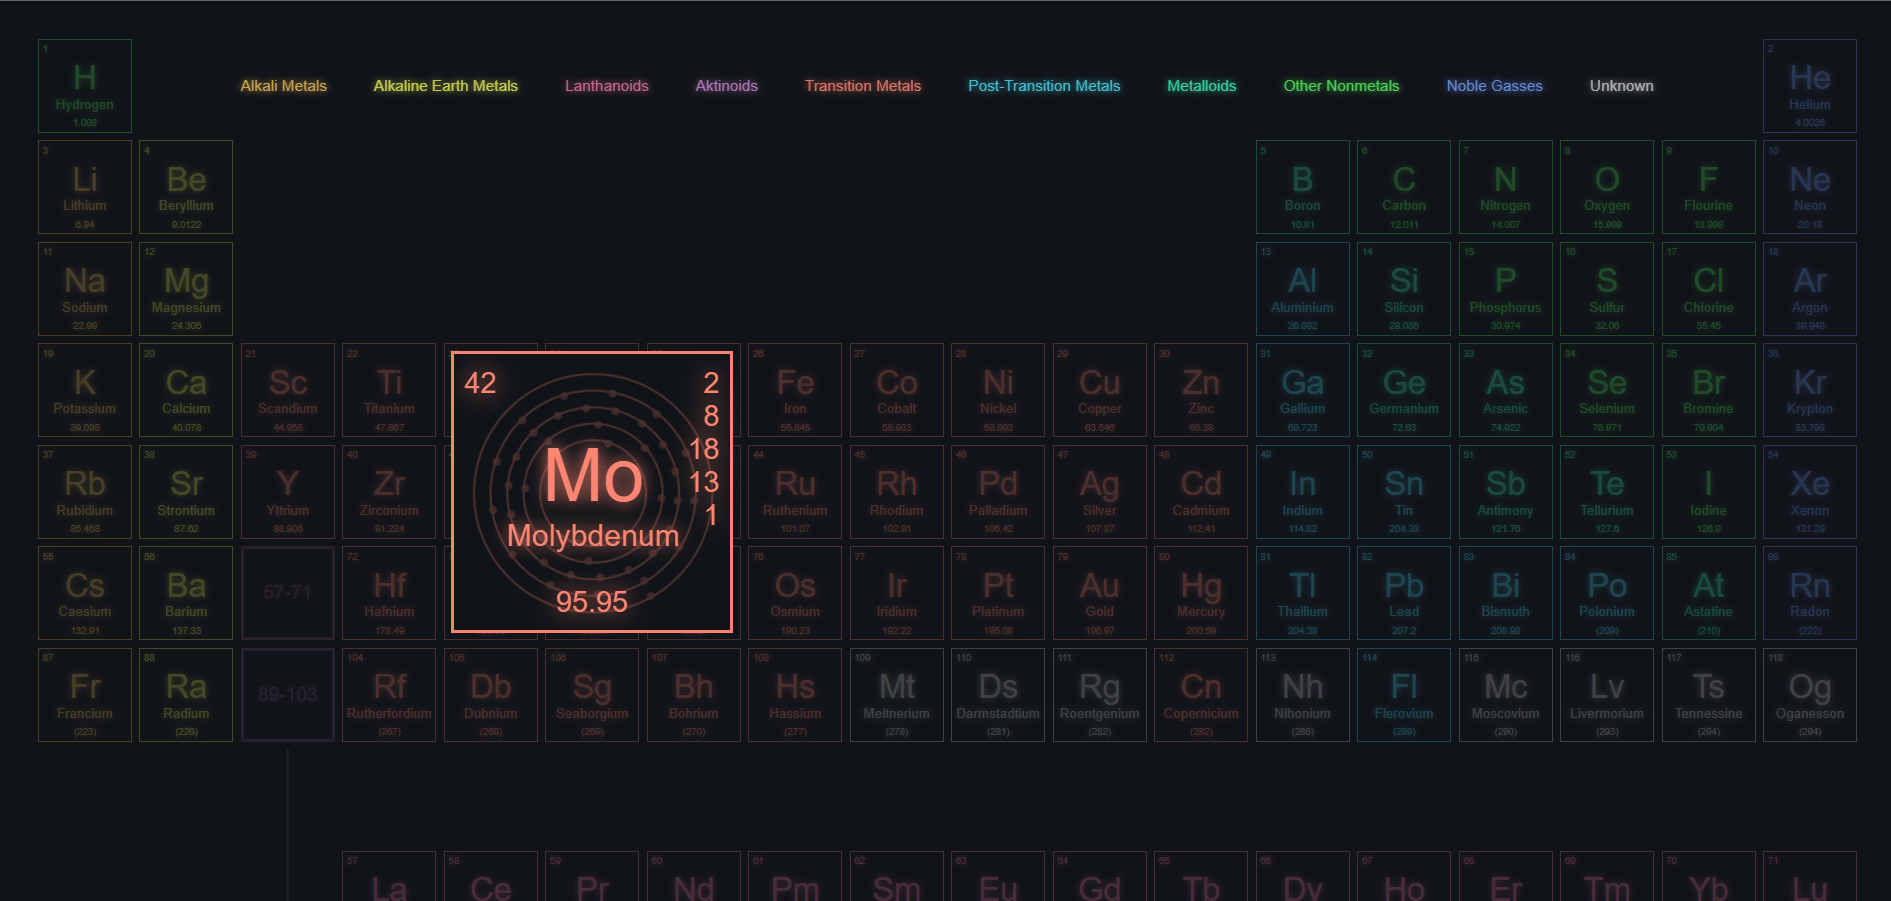 1
H
Hydrogen
1.008
Alkali Metals
Alkaline Earth Metals
Lanthanoids
Aktinoids
Transition Metals
Post-Transition Metals
Metalloids
Other Nonmetals
Noble Gasses
Unknown
2
He
Helium
4.0026
3
Li
Lithium
6.94
4
Be
Beryllium
9.0122
5
B
Boron
10.81
6
C
Carbon
12.011
7
N
Nitrogen
14.007
8
O
Oxygen
15.999
9
F
Flourine
18.998
10
Ne
Neon
20.18
11
Na
Sodium
22.99
12
Mg
Magnesium
24.305
13
Al
Aluminium
26.982
14
Si
Silicon
28.085
15
P
Phosphorus
30.974
16
S
Sulfur
32.06
17
Cl
Chlorine
35.45
18
Ar
Argon
39.948
19
K
Potassium
39.098
20
Ca
Calcium
40.078
21
Sc
Scandium
44.956
22
Ti
Titanium
47.867
42
2
8
18
13
1
Mo
Molybdenum
95.95
26
Fe
Iron
55.845
27
Co
Cobalt
58.933
28
Ni
Nickel
58.693
29
Cu
Copper
63.546
30
Zn
Zinc
65.38
31
Ga
Gallium
69.723
32
Ge
Germanium
72.63
33
As
Arsenic
74.922
34
Se
Selenium
78.971
35
Br
Bromine
79.904
36
Kr
Krypton
83.798
37
Rb
Rubidium
85.468
38
Sr
Strontium
87.62
39
Y
Yttrium
88.906
40
Zr
Zirconium
91.224
44
Ru
Ruthenium
101.07
45
Rh
Rhodium
102.91
46
Pd
Palladium
106.42
47
Ag
Silver
107.87
48
Cd
Cadmium
112.41
49
In
Indium
114.82
50
Sn
Tin
204.38
51
Sb
Antimony
121.76
52
Te
Tellurium
127.6
53
I
Iodine
126.9
54
Xe
Xenon
131.29
55
Cs
Caesium
132.91
56
Ba
Barium
137.33
57-71
72
Hf
Hafnium
178.49
76
Os
Osmium
190.23
77
Ir
Iridium
192.22
78
Pt
Platinum
195.08
79
Au
Gold
196.97
80
Hg
Mercury
200.59
81
Tl
Thallium
204.38
82
Pb
Lead
207.2
83
Bi
Bismuth
208.98
84
Po
Polonium
(209)
85
At
Astatine
(210)
86
Rn
Radon
(222)
87
Fr
Francium
(223)
88
Ra
Radium
(226)
89-103
104
Rf
Rutherfordium
(267)
105
Db
Dubnium
(268)
106
Sg
Seaborgium
(269)
107
Bh
Bohrium
(270)
108
Hs
Hassium
(277)
109
Mt
Meitnerium
(278)
110
Ds
Darmstadtium
(281)
111
Rg
Roentgenium
(282)
112
Cn
Copernicium
(282)
113
Nh
Nihonium
(286)
114
Fl
Flerovium
(289)
115
Mc
Moscovium
(290)
116
Lv
Livermorium
(293)
117
Ts
Tennessine
(294)
118
Og
Oganesson
(294)
57
La
58
Ce
59
Pr
60
Nd
61
Pm
62
Sm
63
Eu
64
Gd
65
Tb
66
Dy
67
Ho
68
Er
69
Tm
70
Yb
71
Lu